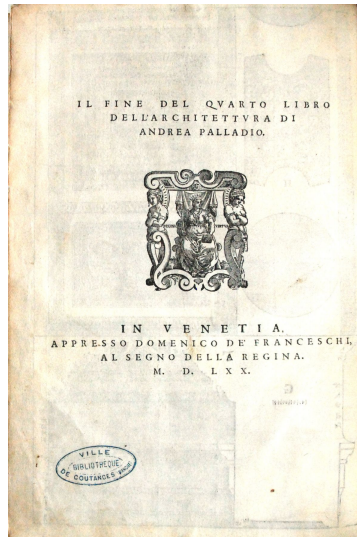 IL FINE DEL QVARTO LIBRO
DELL'ARCHITETTVRA DI
ANDREA PALLADIO.
IN VENETIA,
APPRESSO DOMENICO DE' FRANCESCHI,
AL SEGNO DELLA REGINA.
M. D. LXX.
VILLE
BIBLIOTHEQUE
DE COUTANCES